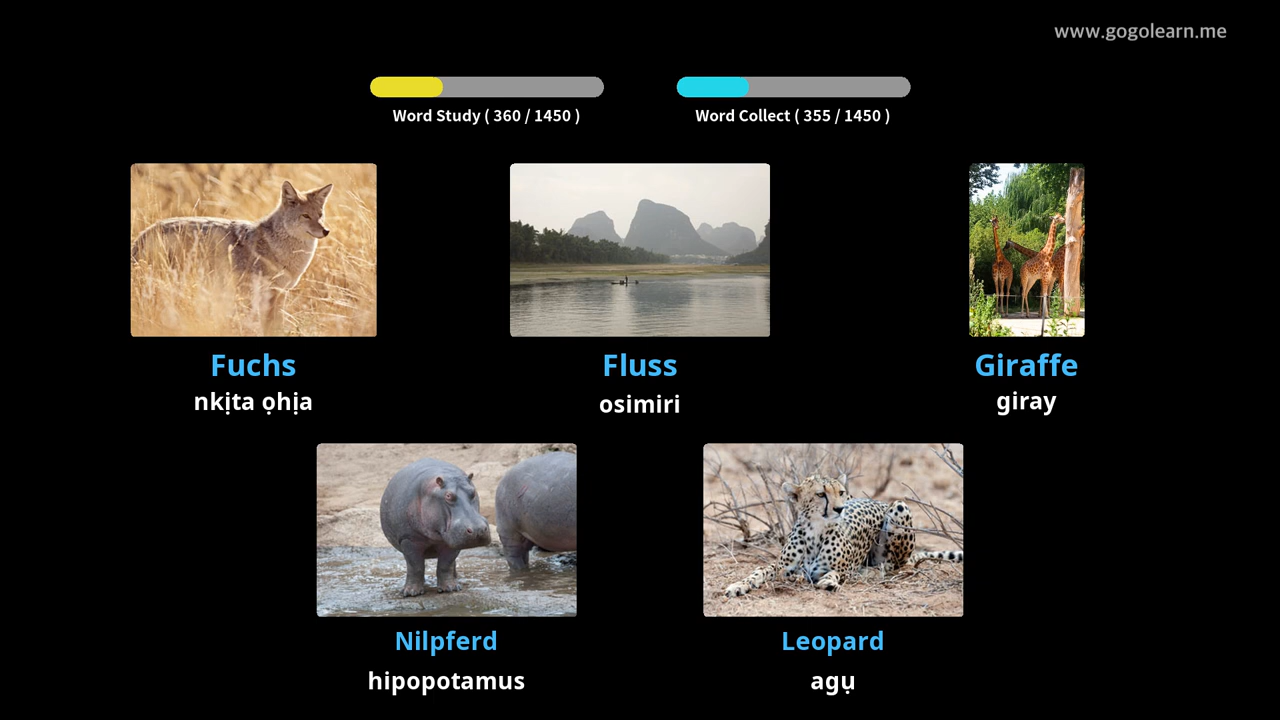 www.gogolearn.me
Word Study ( 360 / 1450 )
Word Collect ( 355 / 1450 )
Fuchs
nkịta ọhịa
Fluss
osimiri
Giraffe
giray
Nilpferd
hipopotamus
Leopard
agụ